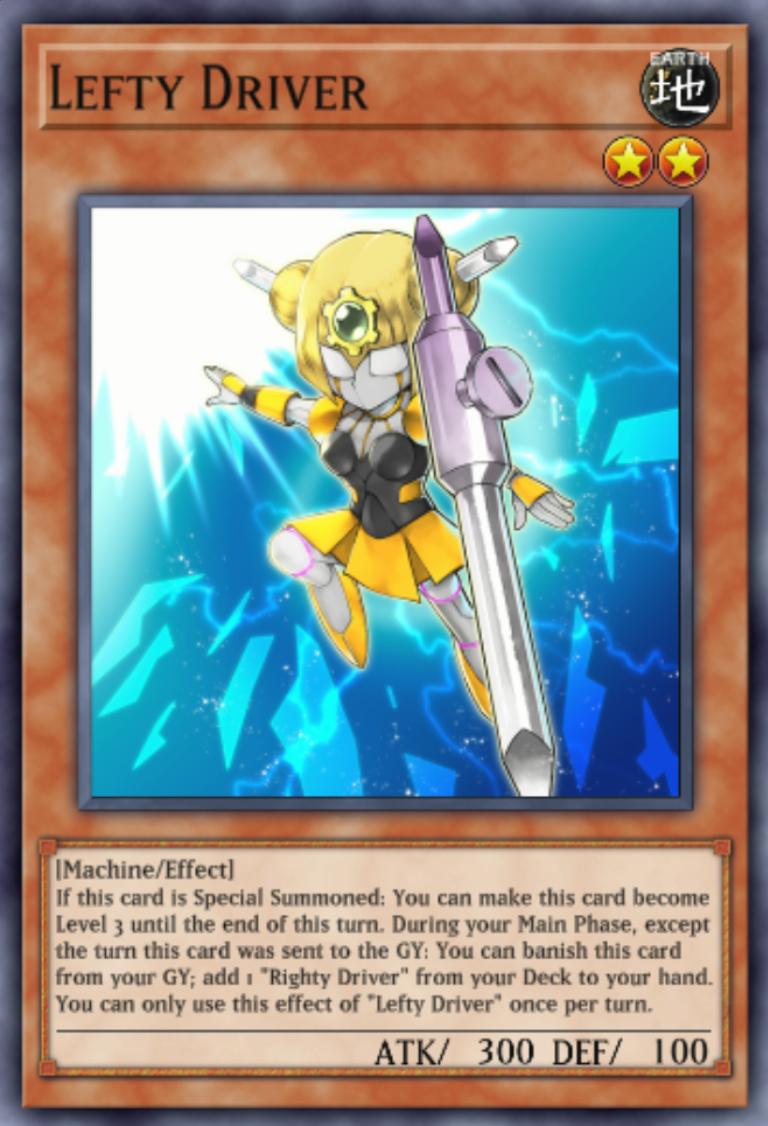 Lefty Driver
EARTH
地
[Machine/Effect]
If this card is Special Summoned: You can make this card become
Level 3 until the end of this turn. During your Main Phase, except
the turn this card was sent to the GY: You can banish this card
from your GY; add 1 "Righty Driver" from your Deck to your hand.
You can only use this effect of "Lefty Driver" once per turn.
ATK/ 300 DEF/ 100